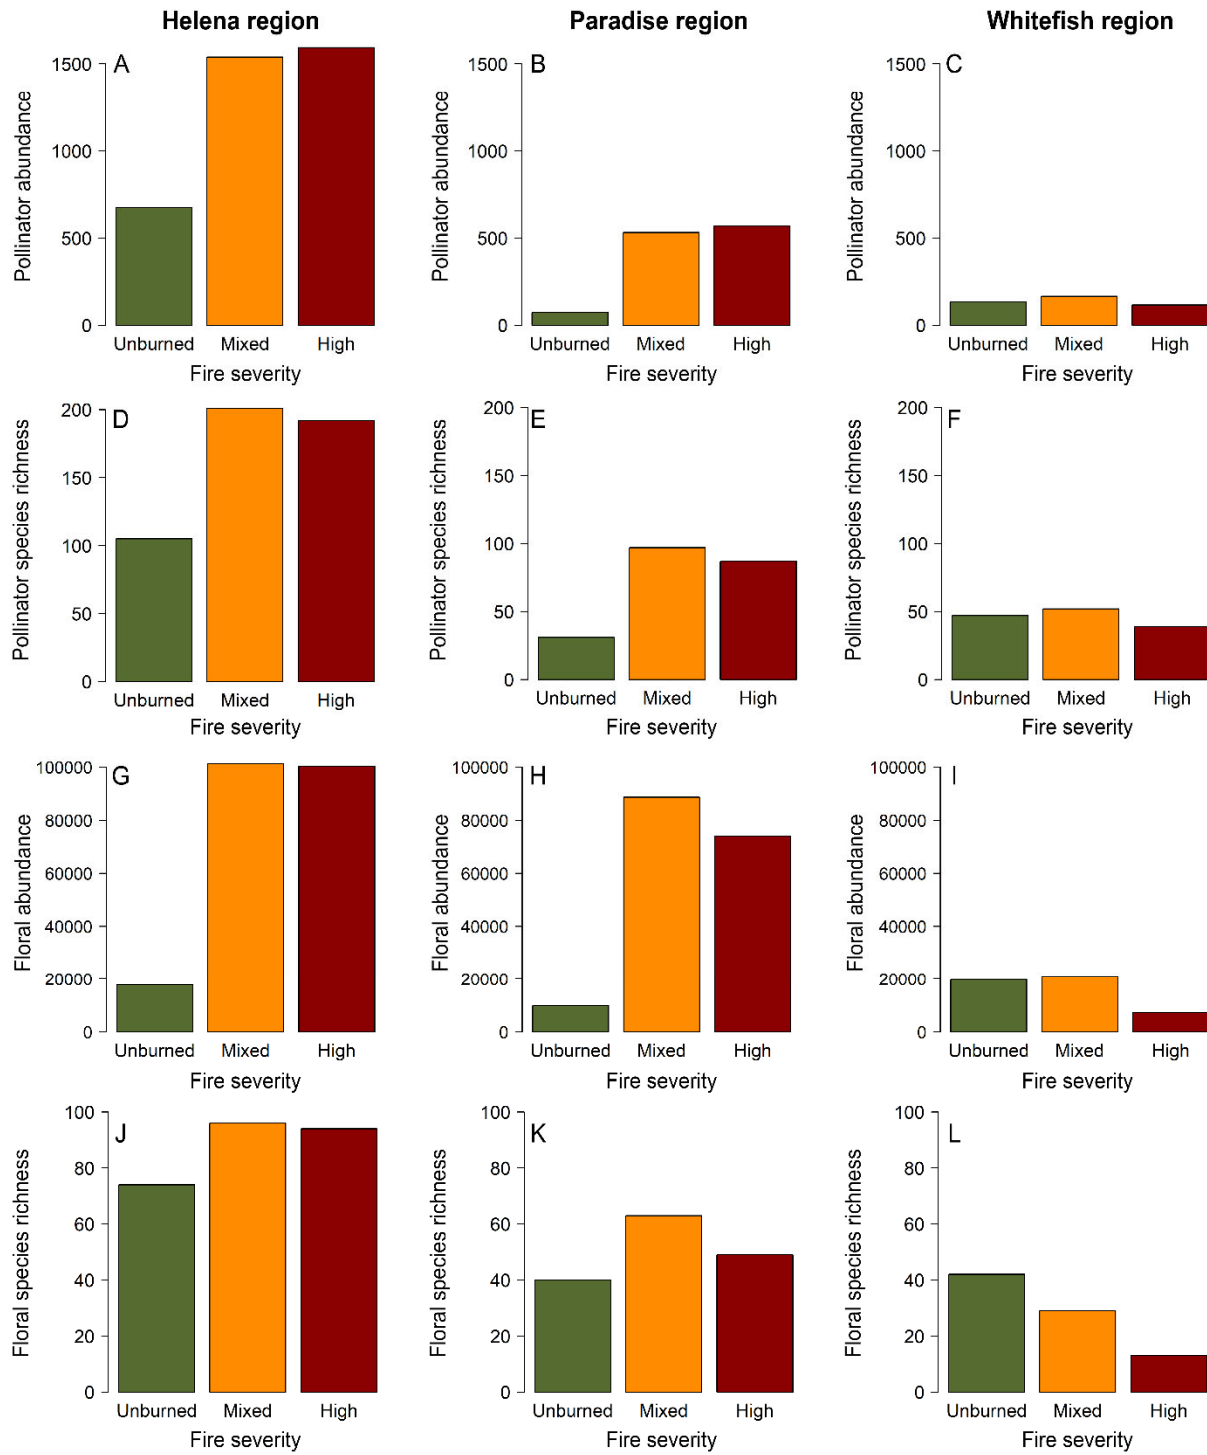 Helena region
Paradise region
Whitefish region
A
Pollinator abundance
1500
1000
500
0
Unburned Mixed High
Fire severity
B
Pollinator abundance
1500
1000
500
0
Unburned Mixed High
Fire severity
C
Pollinator abundance
1500
1000
500
0
Unburned Mixed High
Fire severity
D
Pollinator species richness
200
150
100
50
0
Unburned Mixed High
Fire severity
E
Pollinator species richness
200
150
100
50
0
Unburned Mixed High
Fire severity
F
Pollinator species richness
200
150
100
50
0
Unburned Mixed High
Fire severity
G
Floral abundance
100000
80000
60000
40000
20000
0
Unburned Mixed High
Fire severity
H
Floral abundance
100000
80000
60000
40000
20000
0
Unburned Mixed High
Fire severity
I
Floral abundance
100000
80000
60000
40000
20000
0
Unburned Mixed High
Fire severity
J
Floral species richness
100
80
60
40
20
0
Unburned Mixed High
Fire severity
K
Floral species richness
100
80
60
40
20
0
Unburned Mixed High
Fire severity
L
Floral species richness
100
80
60
40
20
0
Unburned Mixed High
Fire severity